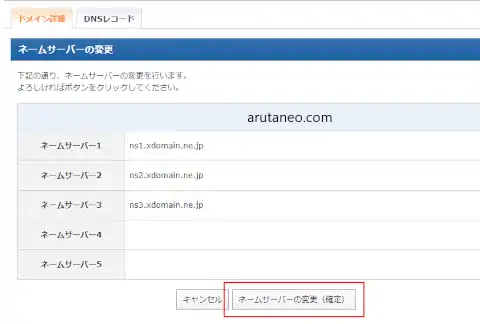 ドメイン詳細 DNSレコード
ネームサーバーの変更
下記の通り、ネームサーバーの変更を行います。
よろしければボタンをクリックしてください。
arutaneo.com
ネームサーバー1 ns1.xdomain.ne.jp
ネームサーバー2 ns2.xdomain.ne.jp
ネームサーバー3 ns3.xdomain.ne.jp
ネームサーバー4
ネームサーバー5
キャンセル ネームサーバーの変更（確定）